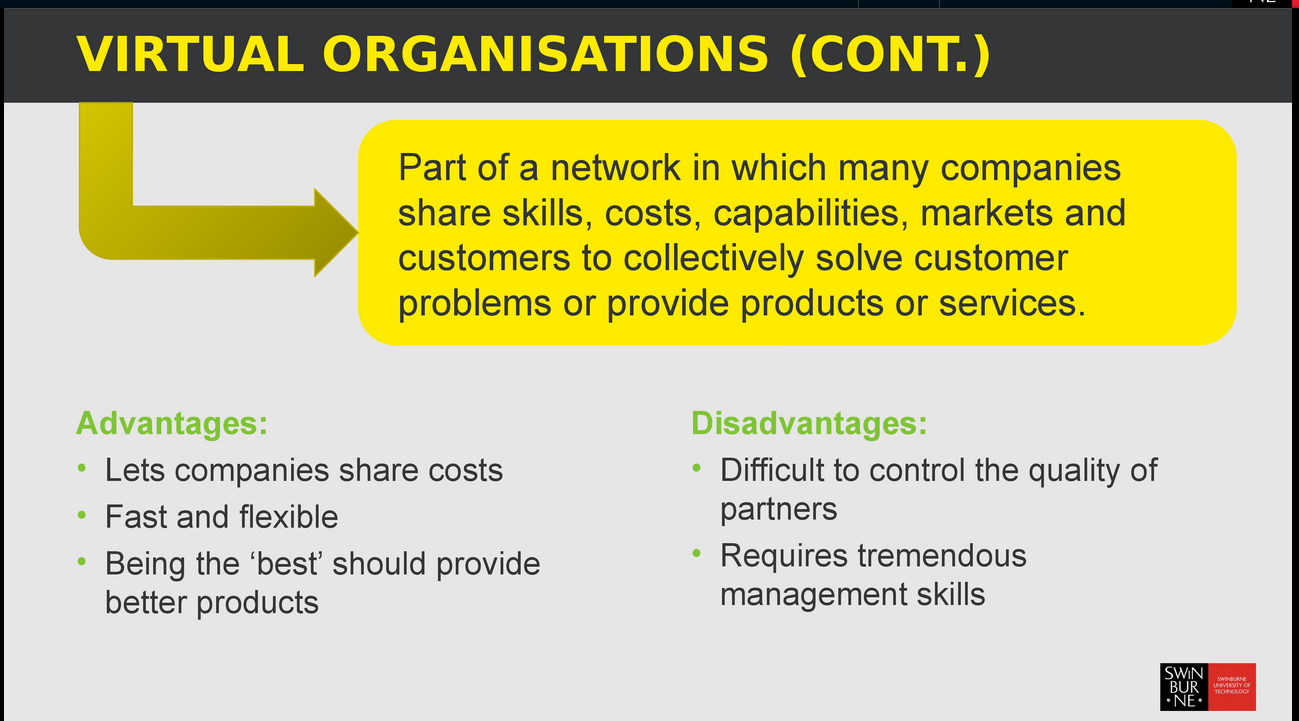 VIRTUAL ORGANISATIONS (CONT.)
Part of a network in which many companies
share skills, costs, capabilities, markets and
customers to collectively solve customer
problems or provide products or services.
Advantages:
• Lets companies share costs
• Fast and flexible
• Being the ‘best’ should provide
better products
Disadvantages:
• Difficult to control the quality of
partners
• Requires tremendous
management skills
SWIN
BUR
* NE *
SWINBURNE
UNIVERSITY OF
TECHNOLOGY